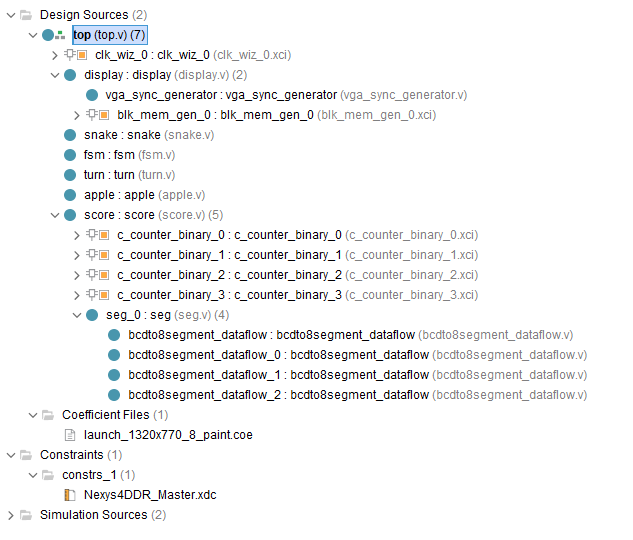 Design Sources (2)
top (top.v) (7)
clk_wiz_0 : clk_wiz_0 (clk_wiz_0.xci)
display : display (display.v) (2)
vga_sync_generator : vga_sync_generator (vga_sync_generator.v)
blk_mem_gen_0 : blk_mem_gen_0 (blk_mem_gen_0.xci)
snake : snake (snake.v)
fsm : fsm (fsm.v)
turn : turn (turn.v)
apple : apple (apple.v)
score : score (score.v) (5)
c_counter_binary_0 : c_counter_binary_0 (c_counter_binary_0.xci)
c_counter_binary_1 : c_counter_binary_1 (c_counter_binary_1.xci)
c_counter_binary_2 : c_counter_binary_2 (c_counter_binary_2.xci)
c_counter_binary_3 : c_counter_binary_3 (c_counter_binary_3.xci)
seg_0 : seg (seg.v) (4)
bcdto8segment_dataflow : bcdto8segment_dataflow (bcdto8segment_dataflow.v)
bcdto8segment_dataflow_0 : bcdto8segment_dataflow (bcdto8segment_dataflow.v)
bcdto8segment_dataflow_1 : bcdto8segment_dataflow (bcdto8segment_dataflow.v)
bcdto8segment_dataflow_2 : bcdto8segment_dataflow (bcdto8segment_dataflow.v)
Coefficient Files (1)
launch_1320x770_8_paint.coe
Constraints (1)
constrs_1 (1)
Nexys4DDR_Master.xdc
Simulation Sources (2)